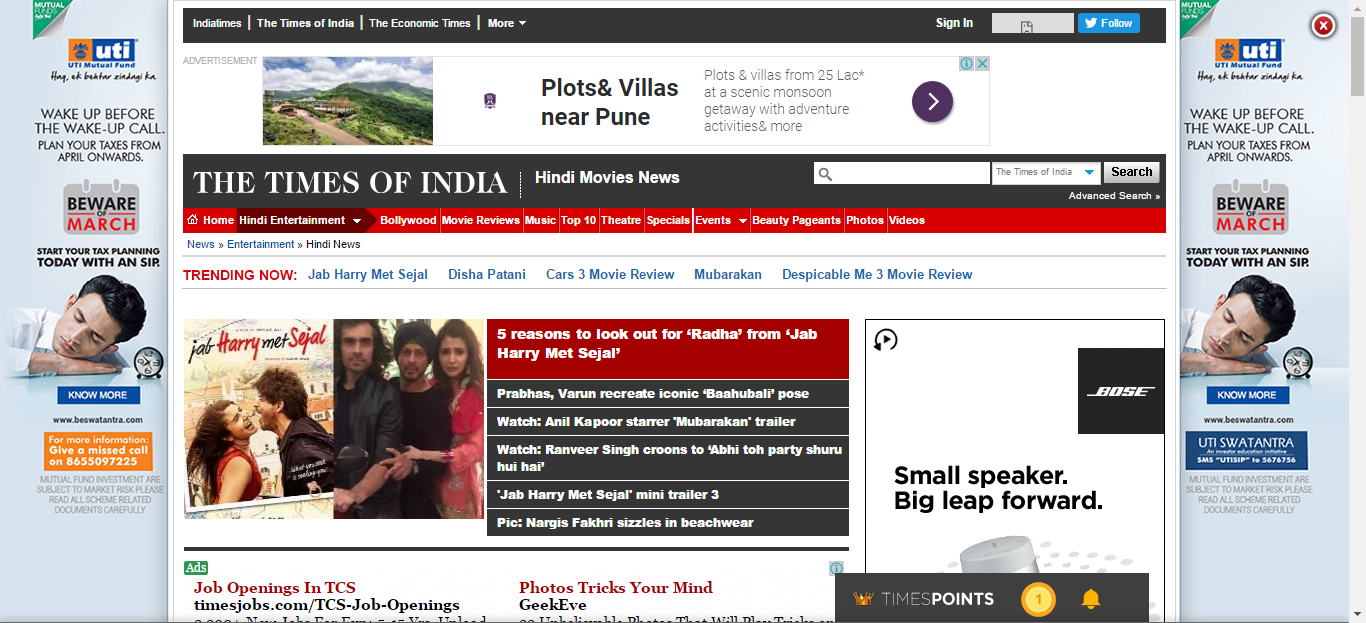 MUTUAL
FUNDS
uti
UTI Mutual Fund
Haq, ek behtar zindagi ka
WAKE UP BEFORE
THE WAKE-UP CALL.
PLAN YOUR TAXES FROM
APRIL ONWARDS.
BEWARE
OF
MARCH
START YOUR TAX PLANNING
TODAY WITH AN SIP.
KNOW MORE
www.beswatantra.com
For more information:
Give a missed call
on 8655097225
MUTUAL FUND INVESTMENT ARE
SUBJECT TO MARKET RISK PLEASE
READ ALL SCHEME RELATED
DOCUMENTS CAREFULLY
Indiatimes | The Times of India | The Economic Times | More
Sign In
Follow
ADVERTISEMENT
Plots& Villas
near Pune
Plots & villas from 25 Lac*
at a scenic monsoon
getaway with adventure
activities& more
THE TIMES OF INDIA
Hindi Movies News
The Times of India
Search
Advanced Search »
Home Hindi Entertainment Bollywood Movie Reviews Music Top 10 Theatre Specials Events Beauty Pageants Photos Videos
News » Entertainment » Hindi News
TRENDING NOW: Jab Harry Met Sejal Disha Patani Cars 3 Movie Review Mubarakan Despicable Me 3 Movie Review
jab Harry met Sejal
5 reasons to look out for ‘Radha’ from ‘Jab
Harry Met Sejal’
Prabhas, Varun recreate iconic ‘Baahubali’ pose
Watch: Anil Kapoor starrer 'Mubarakan' trailer
Watch: Ranveer Singh croons to ‘Abhi toh party shuru
hui hai’
'Jab Harry Met Sejal' mini trailer 3
Pic: Nargis Fakhri sizzles in beachwear
BOSE
Small speaker.
Big leap forward.
Ads
Job Openings In TCS
timesjobs.com/TCS-Job-Openings
Photos Tricks Your Mind
GeekEve
TIMESPOINTS
1
MUTUAL
FUNDS
uti
UTI Mutual Fund
Haq, ek behtar zindagi ka
WAKE UP BEFORE
THE WAKE-UP CALL.
PLAN YOUR TAXES FROM
APRIL ONWARDS.
BEWARE
OF
MARCH
START YOUR TAX PLANNING
TODAY WITH AN SIP.
KNOW MORE
www.beswatantra.com
UTI SWATANTRA
An investor education initiative
SMS "UTISIP" to 5676756
MUTUAL FUND INVESTMENT ARE
SUBJECT TO MARKET RISK PLEASE
READ ALL SCHEME RELATED
DOCUMENTS CAREFULLY